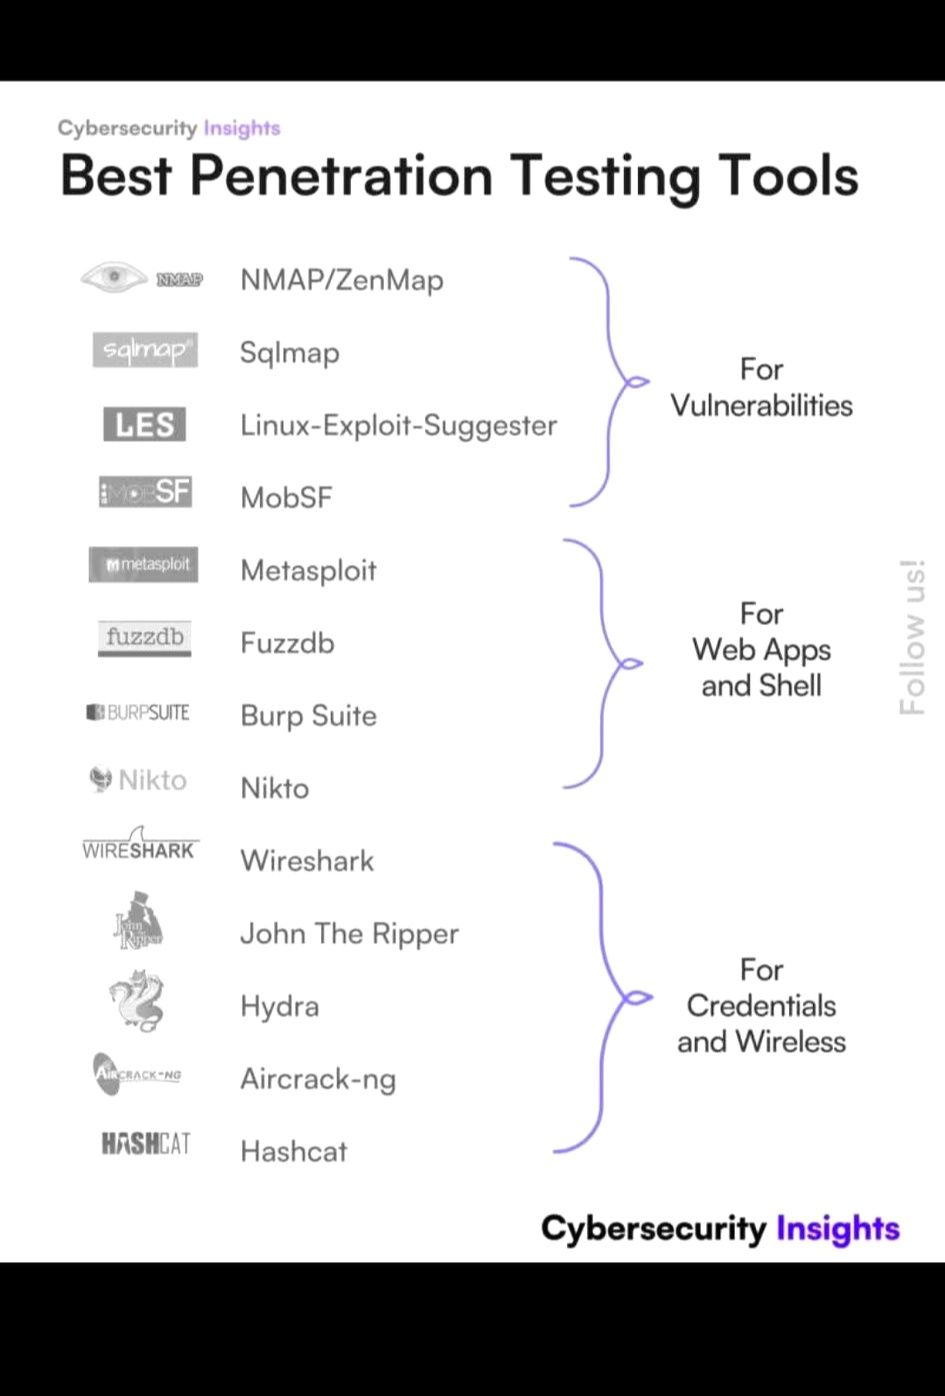 Cybersecurity Insights
Best Penetration Testing Tools
NMAP NMAP/ZenMap
sqlmap® Sqlmap
LES Linux-Exploit-Suggester
For
Vulnerabilities
MOBSF MobSF
metasploit Metasploit
fuzzdb Fuzzdb
For
Web Apps
and Shell
BURPSUITE Burp Suite
Nikto Nikto
WIRESHARK Wireshark
John the Ripper John The Ripper
Hydra
For
Credentials
and Wireless
AIRCRACK-NG Aircrack-ng
HASHCAT Hashcat
Follow us!
Cybersecurity Insights